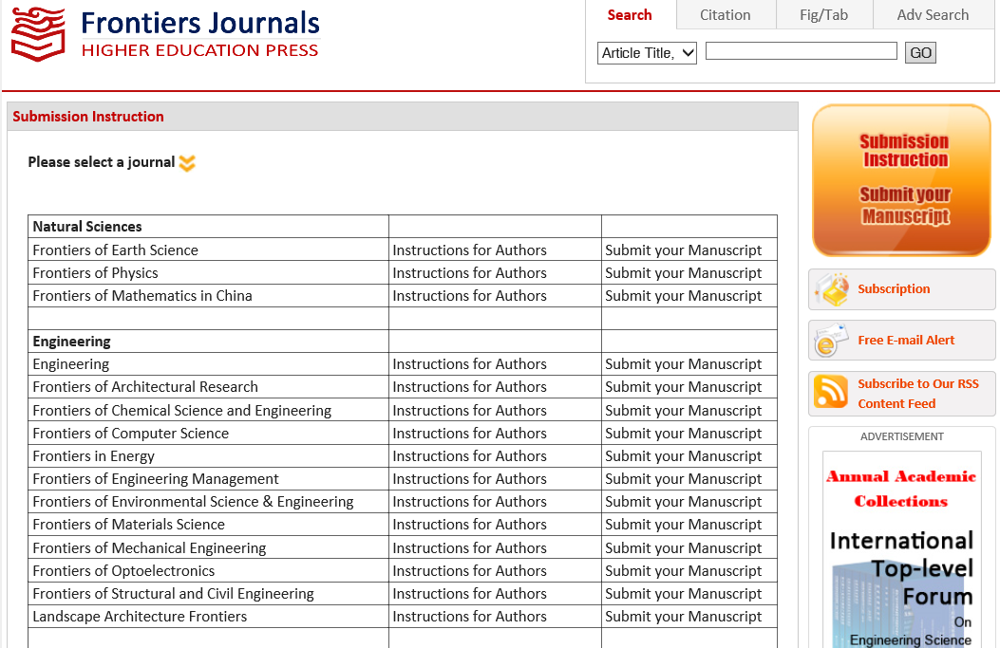 Frontiers Journals
HIGHER EDUCATION PRESS
Search Citation Fig/Tab Adv Search
Article Title, GO
Submission Instruction
Please select a journal
Natural Sciences
Frontiers of Earth Science Instructions for Authors Submit your Manuscript
Frontiers of Physics Instructions for Authors Submit your Manuscript
Frontiers of Mathematics in China Instructions for Authors Submit your Manuscript
Engineering
Engineering Instructions for Authors Submit your Manuscript
Frontiers of Architectural Research Instructions for Authors Submit your Manuscript
Frontiers of Chemical Science and Engineering Instructions for Authors Submit your Manuscript
Frontiers of Computer Science Instructions for Authors Submit your Manuscript
Frontiers in Energy Instructions for Authors Submit your Manuscript
Frontiers of Engineering Management Instructions for Authors Submit your Manuscript
Frontiers of Environmental Science & Engineering Instructions for Authors Submit your Manuscript
Frontiers of Materials Science Instructions for Authors Submit your Manuscript
Frontiers of Mechanical Engineering Instructions for Authors Submit your Manuscript
Frontiers of Optoelectronics Instructions for Authors Submit your Manuscript
Frontiers of Structural and Civil Engineering Instructions for Authors Submit your Manuscript
Landscape Architecture Frontiers Instructions for Authors Submit your Manuscript
Submission
Instruction
Submit your
Manuscript
Subscription
Free E-mail Alert
Subscribe to Our RSS
Content Feed
ADVERTISEMENT
Annual Academic
Collections
International
Top-level
Forum
On
Engineering Science